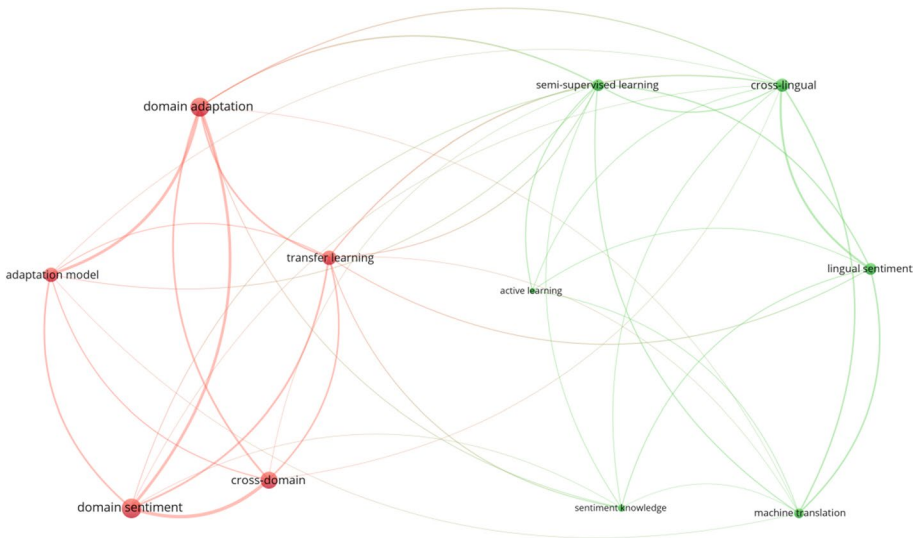 semi-supervised learning
cross-lingual
domain adaptation
transfer learning
adaptation model
lingual sentiment
active learning
cross-domain
domain sentiment
sentiment knowledge
machine translation